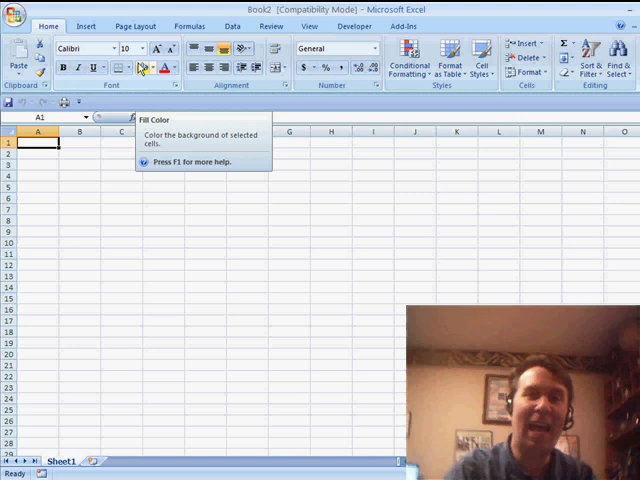 Book2 [Compatibility Mode] - Microsoft Excel
Home Insert Page Layout Formulas Data Review View Developer Add-Ins
Calibri 10 A A General Insert Σ
Paste B I U A $ % , Conditional Formatting Format as Table Cell Styles Delete Format Sort & Filter Find & Select
Clipboard Font Alignment Number Styles Cells Editing
A1
Fill Color
Color the background of selected
cells.
Press F1 for more help.
A B C G H I J K L M N O
1
2
3
4
5
6
7
8
9
10
11
12
13
14
15
16
17
18
19
20
21
22
23
24
25
26
27
28
Sheet1
Ready